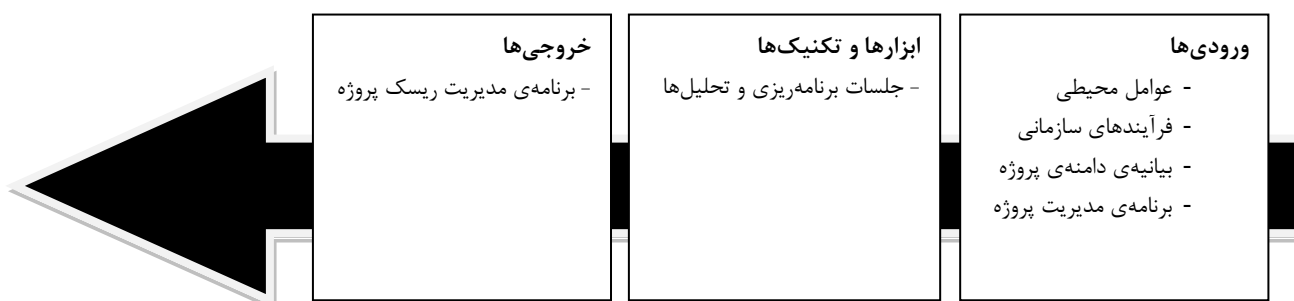 ورودی‌ها
- عوامل محیطی
- فرآیندهای سازمانی
- بیانیه‌ی دامنه‌ی پروژه
- برنامه‌ی مدیریت پروژه
ابزارها و تکنیک‌ها
- جلسات برنامه‌ریزی و تحلیل‌ها
خروجی‌ها
- برنامه‌ی مدیریت ریسک پروژه